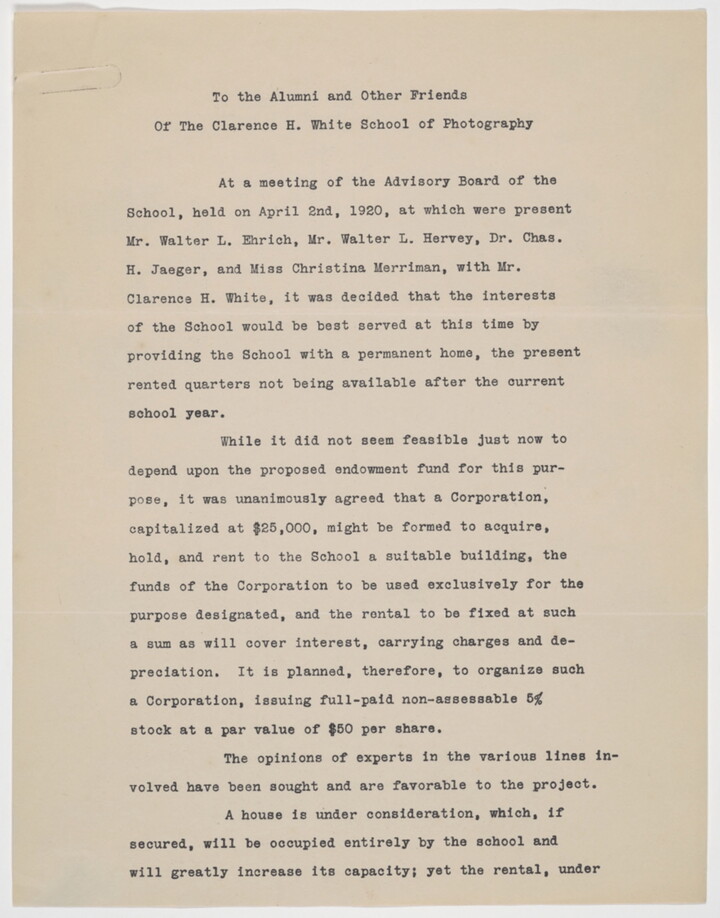 To the Alumni and Other Friends
Of The Clarence H. White School of Photography
At a meeting of the Advisory Board of the
School, held on April 2nd, 1920, at which were present
Mr. Walter L. Ehrich, Mr. Walter L. Hervey, Dr. Chas.
H. Jaeger, and Miss Christina Merriman, with Mr.
Clarence H. White, it was decided that the interests
of the School would be best served at this time by
providing the School with a permanent home, the present
rented quarters not being available after the current
school year.
While it did not seem feasible just now to
depend upon the proposed endowment fund for this pur-
pose, it was unanimously agreed that a Corporation,
capitalized at $25,000, might be formed to acquire,
hold, and rent to the School a suitable building, the
funds of the Corporation to be used exclusively for the
purpose designated, and the rental to be fixed at such
a sum as will cover interest, carrying charges and de-
preciation.  It is planned, therefore, to organize such
a Corporation, issuing full-paid non-assessable 5%
stock at a par value of $50 per share.
The opinions of experts in the various lines in-
volved have been sought and are favorable to the project.
A house is under consideration, which, if
secured, will be occupied entirely by the school and
will greatly increase its capacity; yet the rental, under